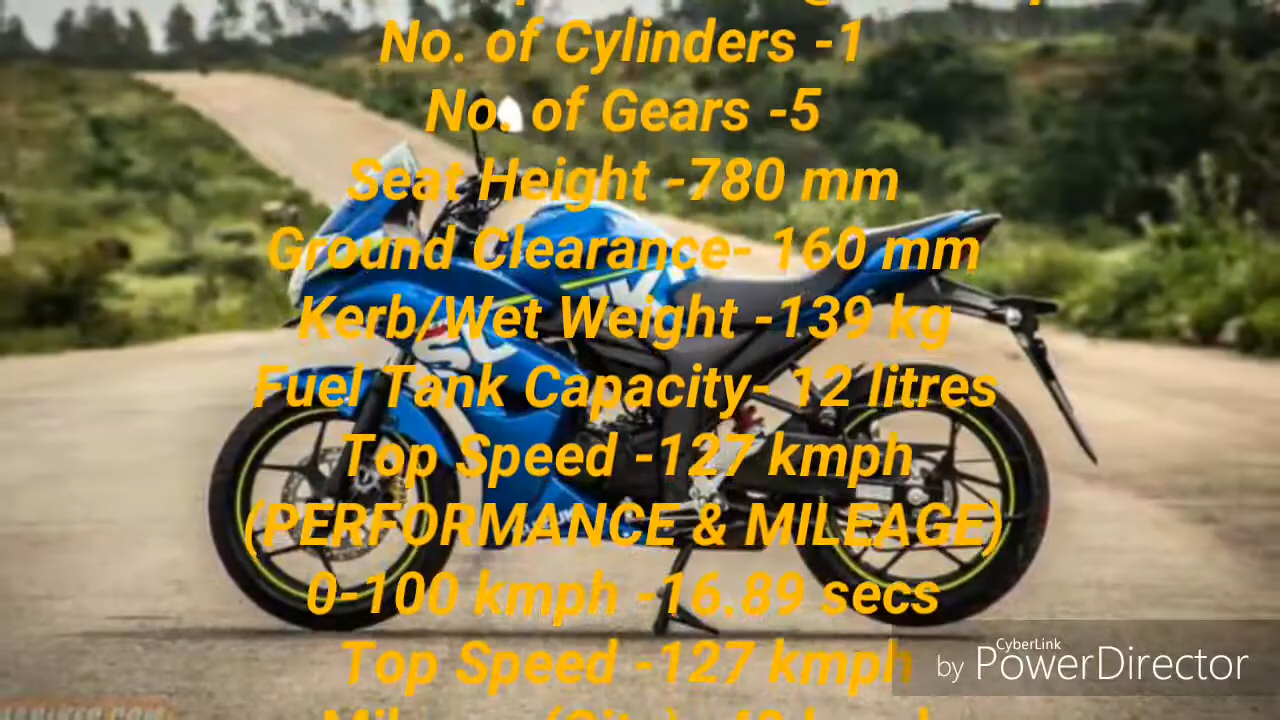 No. of Cylinders -1
No. of Gears -5
Seat Height -780 mm
Ground Clearance- 160 mm
Kerb/Wet Weight -139 kg
Fuel Tank Capacity- 12 litres
Top Speed -127 kmph
(PERFORMANCE & MILEAGE)
0-100 kmph -16.89 secs
Top Speed -127 kmph
CyberLink
by PowerDirector